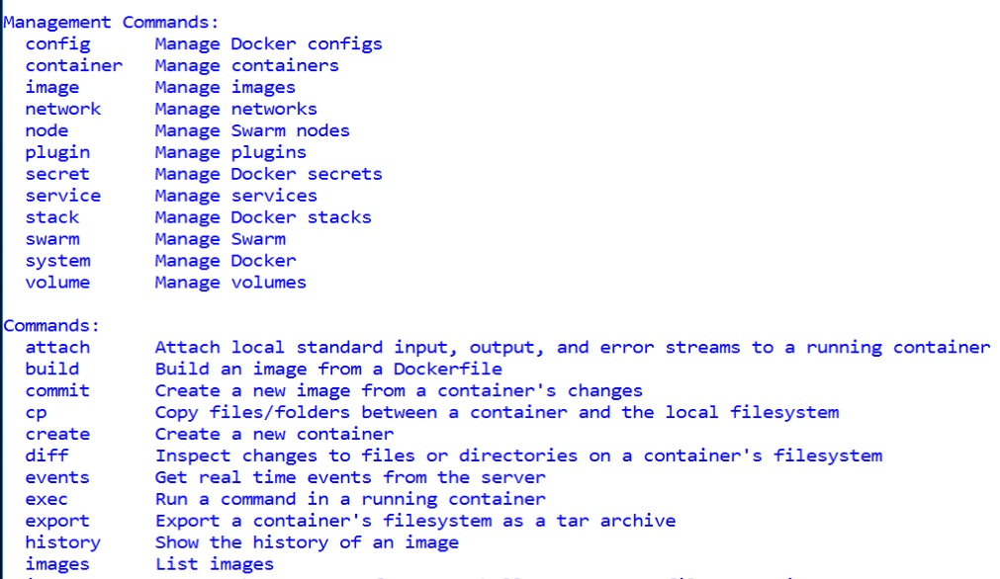 Management Commands:
  config      Manage Docker configs
  container   Manage containers
  image       Manage images
  network     Manage networks
  node        Manage Swarm nodes
  plugin      Manage plugins
  secret      Manage Docker secrets
  service     Manage services
  stack       Manage Docker stacks
  swarm       Manage Swarm
  system      Manage Docker
  volume      Manage volumes

Commands:
  attach      Attach local standard input, output, and error streams to a running container
  build       Build an image from a Dockerfile
  commit      Create a new image from a container's changes
  cp          Copy files/folders between a container and the local filesystem
  create      Create a new container
  diff        Inspect changes to files or directories on a container's filesystem
  events      Get real time events from the server
  exec        Run a command in a running container
  export      Export a container's filesystem as a tar archive
  history     Show the history of an image
  images      List images